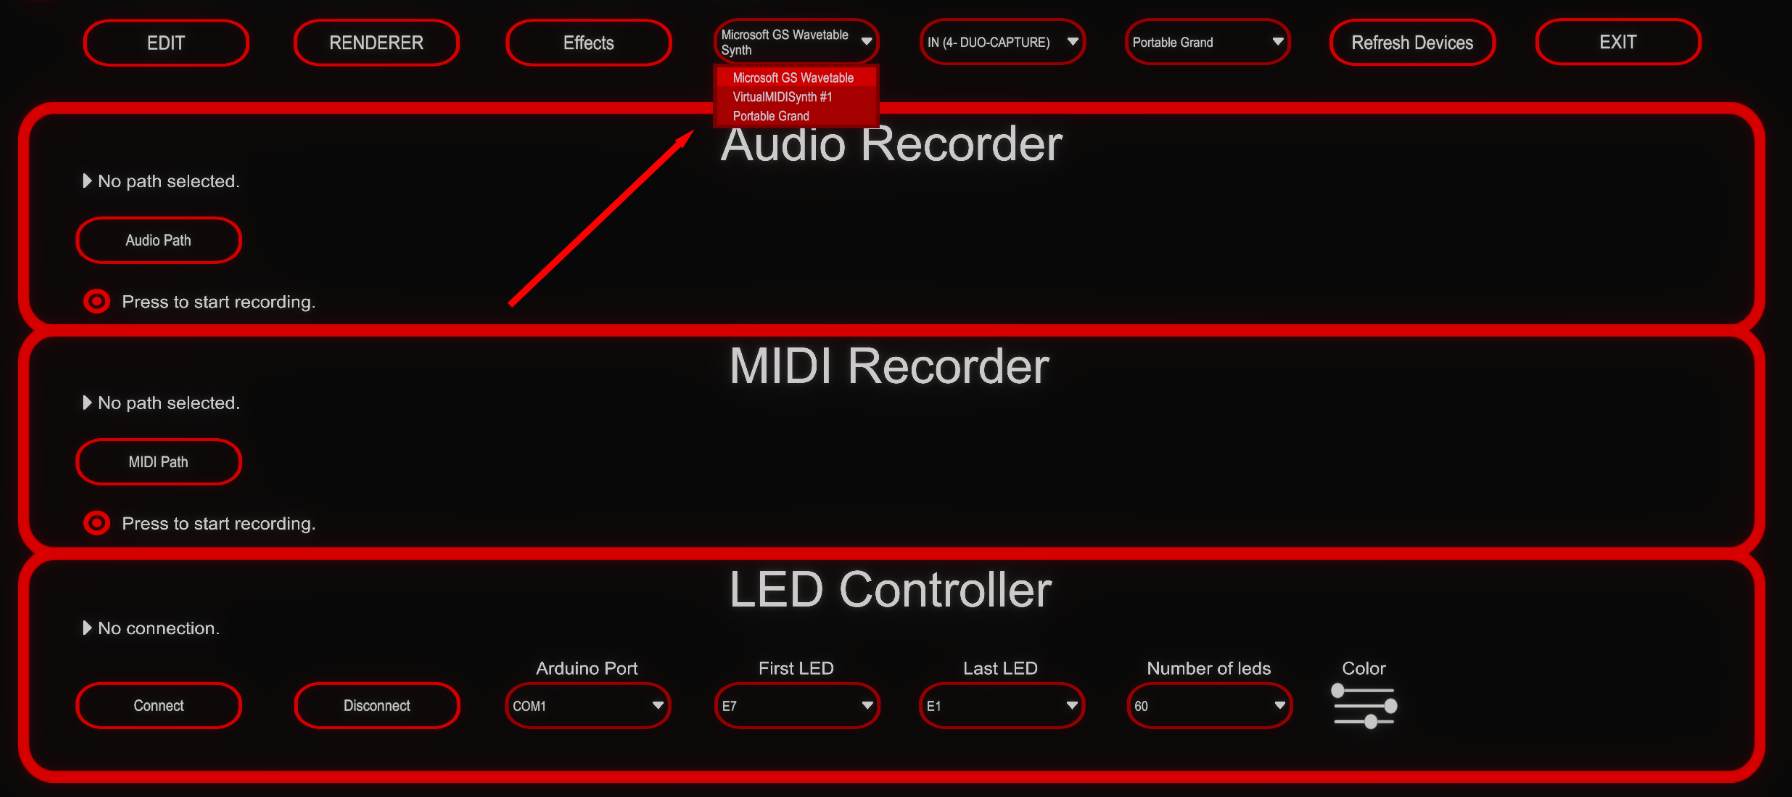 EDIT
RENDERER
Effects
Microsoft GS Wavetable
Synth
IN (4- DUO-CAPTURE)
Portable Grand
Refresh Devices
EXIT
Microsoft GS Wavetable
VirtualMIDISynth #1
Portable Grand
Audio Recorder
No path selected.
Audio Path
Press to start recording.
MIDI Recorder
No path selected.
MIDI Path
Press to start recording.
LED Controller
No connection.
Arduino Port
First LED
Last LED
Number of leds
Color
Connect
Disconnect
COM1
E7
E1
60